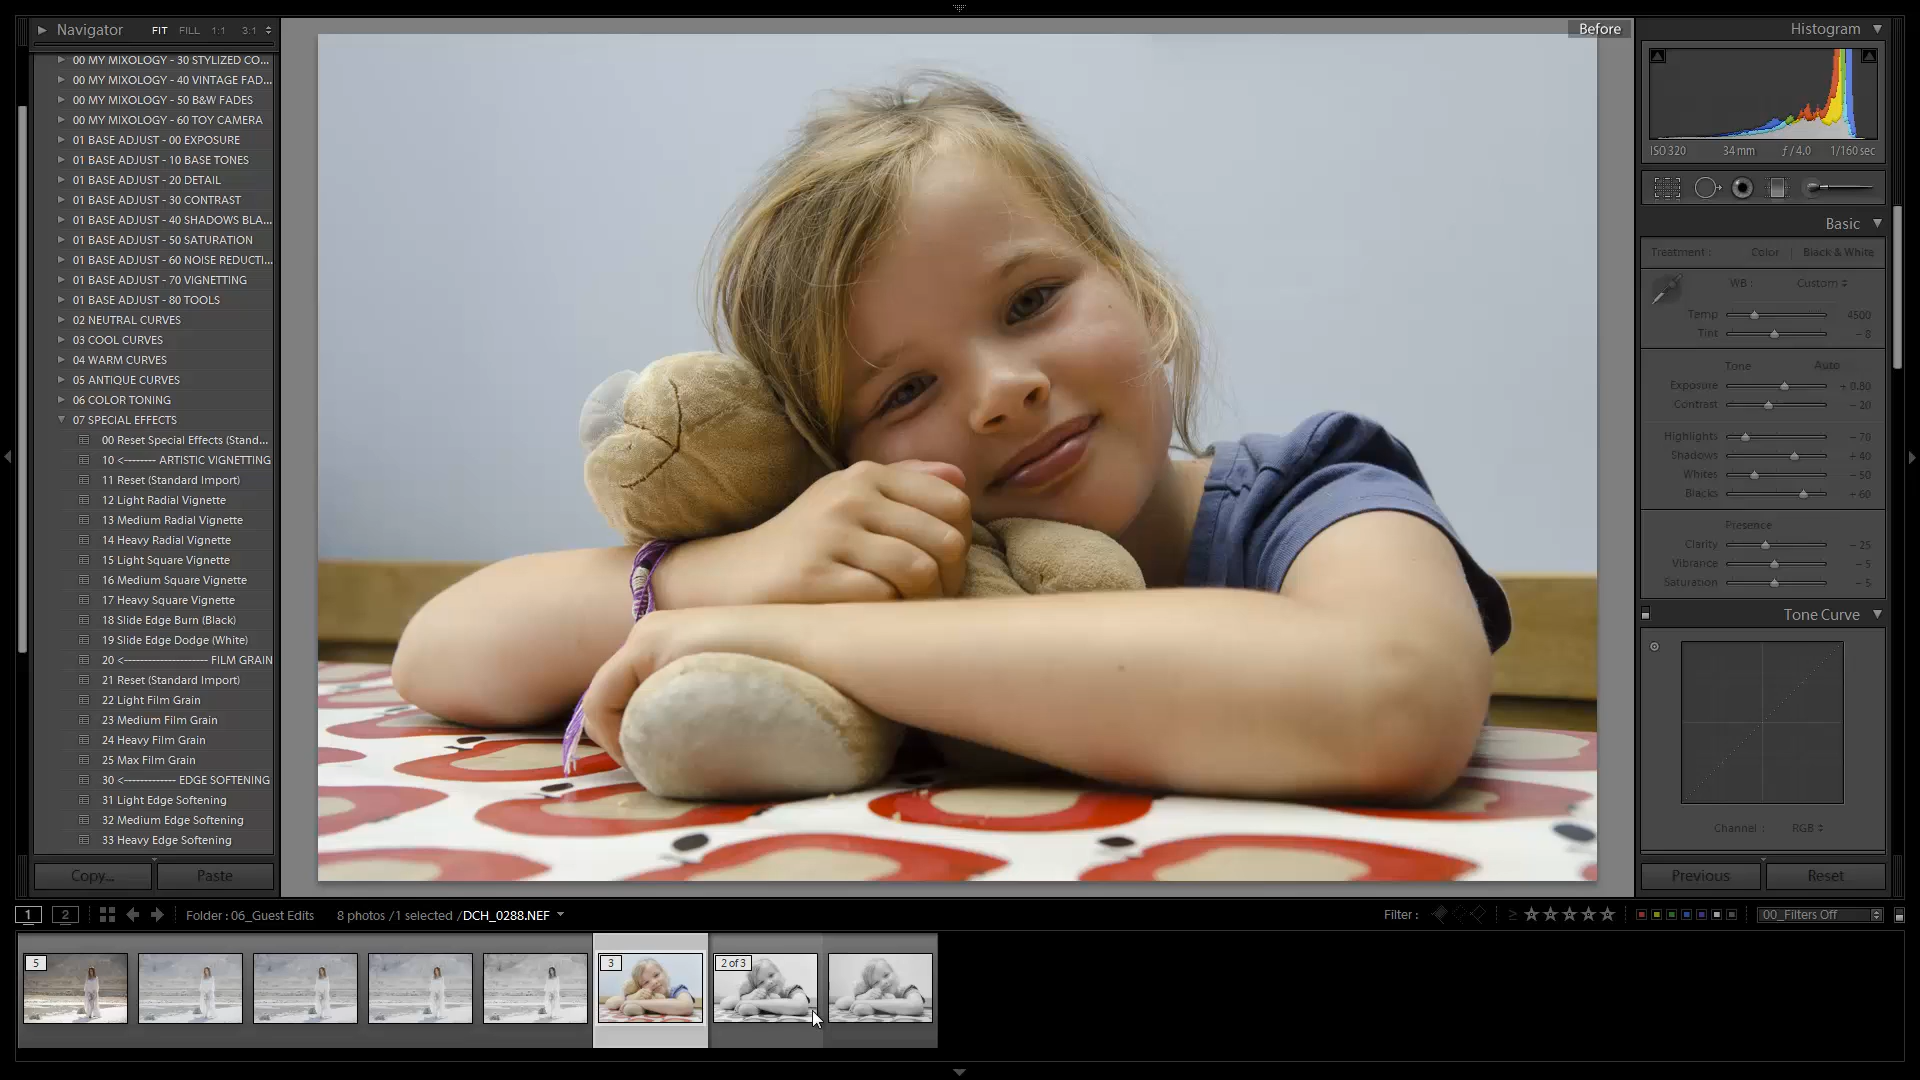 Navigator FIT FILL 1:1 3:1
00 MY MIXOLOGY - 30 STYLIZED CO...
00 MY MIXOLOGY - 40 VINTAGE FAD...
00 MY MIXOLOGY - 50 B&W FADES
00 MY MIXOLOGY - 60 TOY CAMERA
01 BASE ADJUST - 00 EXPOSURE
01 BASE ADJUST - 10 BASE TONES
01 BASE ADJUST - 20 DETAIL
01 BASE ADJUST - 30 CONTRAST
01 BASE ADJUST - 40 SHADOWS BLA...
01 BASE ADJUST - 50 SATURATION
01 BASE ADJUST - 60 NOISE REDUCTI...
01 BASE ADJUST - 70 VIGNETTING
01 BASE ADJUST - 80 TOOLS
02 NEUTRAL CURVES
03 COOL CURVES
04 WARM CURVES
05 ANTIQUE CURVES
06 COLOR TONING
07 SPECIAL EFFECTS
00 Reset Special Effects (Stand...
10 <-------- ARTISTIC VIGNETTING
11 Reset (Standard Import)
12 Light Radial Vignette
13 Medium Radial Vignette
14 Heavy Radial Vignette
15 Light Square Vignette
16 Medium Square Vignette
17 Heavy Square Vignette
18 Slide Edge Burn (Black)
19 Slide Edge Dodge (White)
20 <--------------------- FILM GRAIN
21 Reset (Standard Import)
22 Light Film Grain
23 Medium Film Grain
24 Heavy Film Grain
25 Max Film Grain
30 <------------- EDGE SOFTENING
31 Light Edge Softening
32 Medium Edge Softening
33 Heavy Edge Softening
Copy... Paste
Before
Histogram
ISO 320 34 mm ƒ / 4.0 1/160 sec
Basic
Treatment : Color Black & White
WB : Custom
Temp 4500
Tint - 8
Tone Auto
Exposure + 0.80
Contrast - 20
Highlights - 70
Shadows + 40
Whites - 50
Blacks + 60
Presence
Clarity - 25
Vibrance - 5
Saturation - 5
Tone Curve
Channel : RGB
Previous Reset
1 2 Folder : 06_Guest Edits 8 photos / 1 selected / DCH_0288.NEF Filter : ≥ 00_Filters Off
5 3 2 of 3